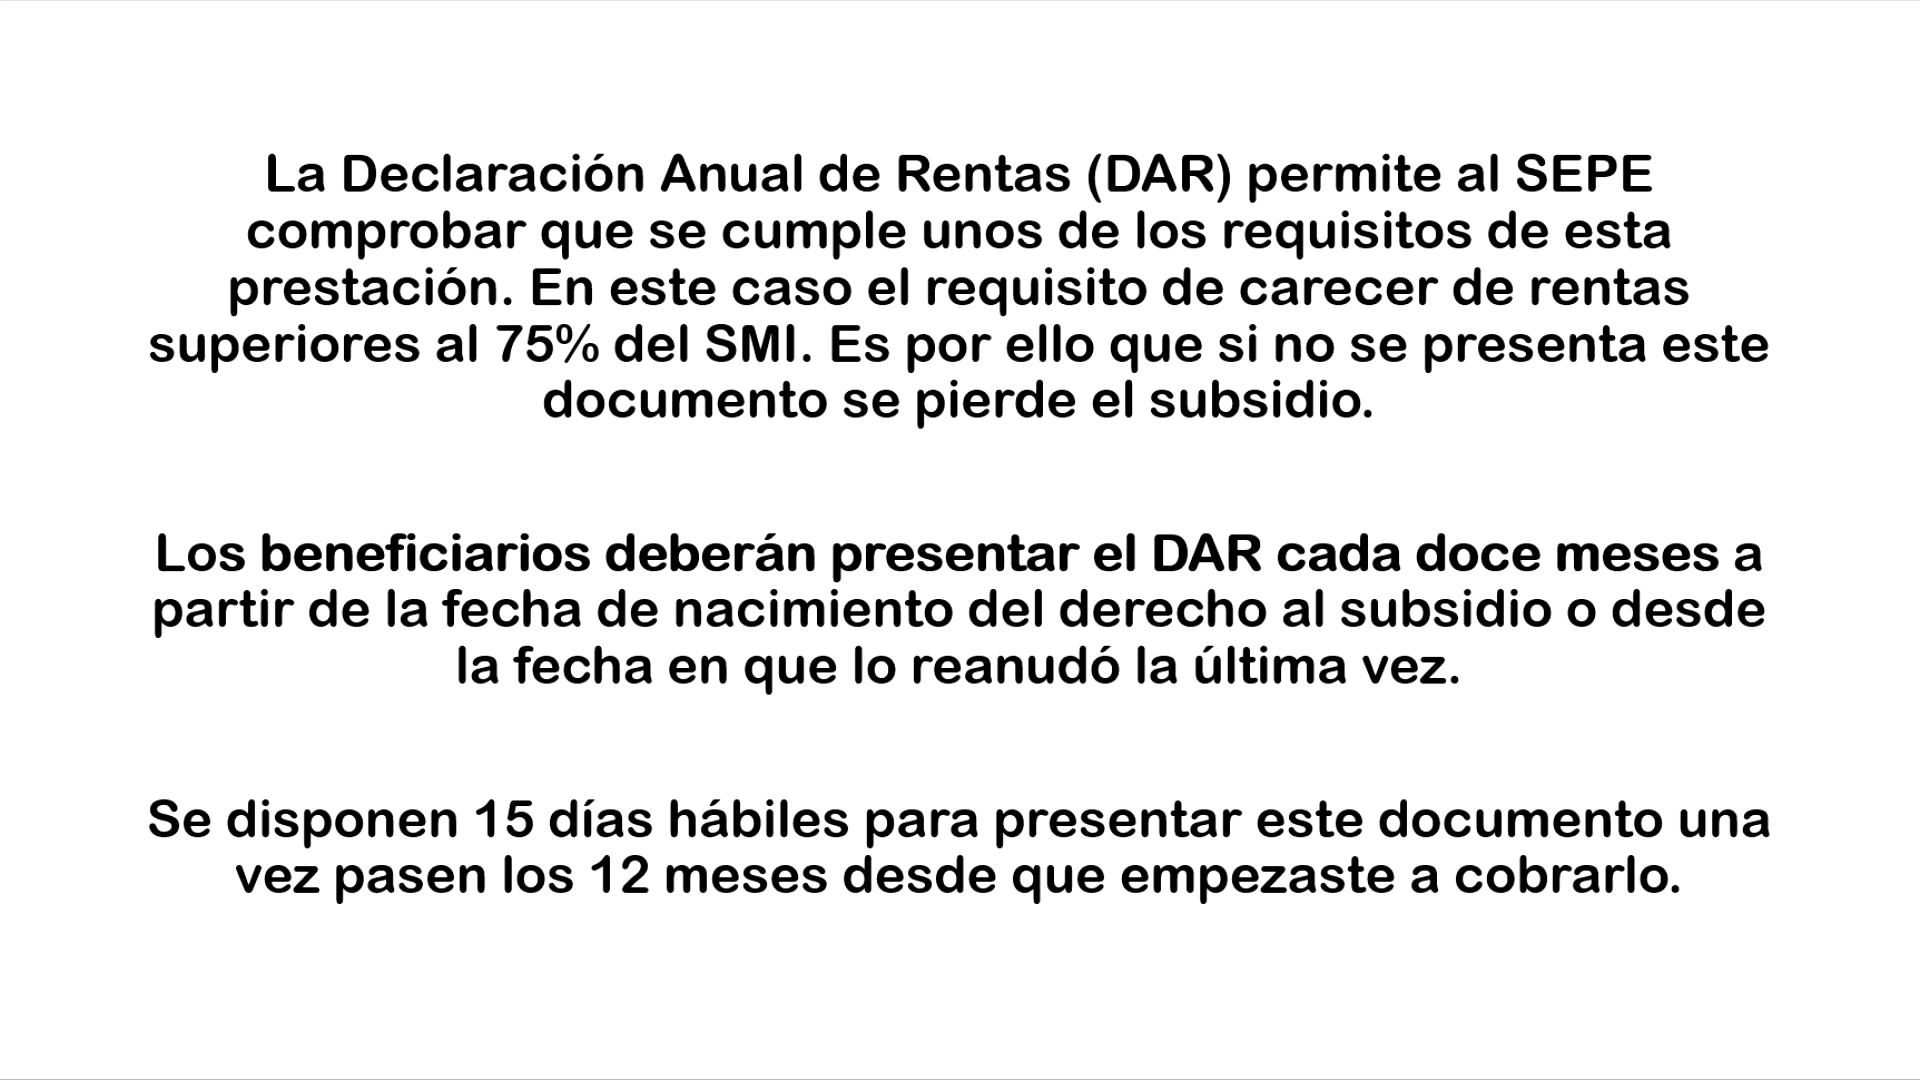 La Declaración Anual de Rentas (DAR) permite al SEPE
comprobar que se cumple unos de los requisitos de esta
prestación. En este caso el requisito de carecer de rentas
superiores al 75% del SMI. Es por ello que si no se presenta este
documento se pierde el subsidio.
Los beneficiarios deberán presentar el DAR cada doce meses a
partir de la fecha de nacimiento del derecho al subsidio o desde
la fecha en que lo reanudó la última vez.
Se disponen 15 días hábiles para presentar este documento una
vez pasen los 12 meses desde que empezaste a cobrarlo.